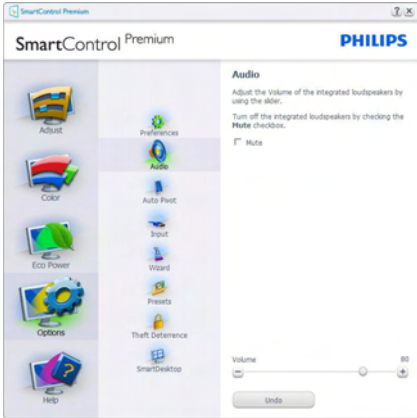 SmartControl Premium
SmartControl Premium
PHILIPS
Adjust
Color
Eco Power
Options
Help
Preferences
Audio
Auto Pivot
Input
Wizard
Presets
Theft Deterrence
SmartDesktop
Audio
Adjust the Volume of the integrated loudspeakers by
using the slider.
Turn off the integrated loudspeakers by checking the
Mute checkbox.
Mute
Volume 80
Undo